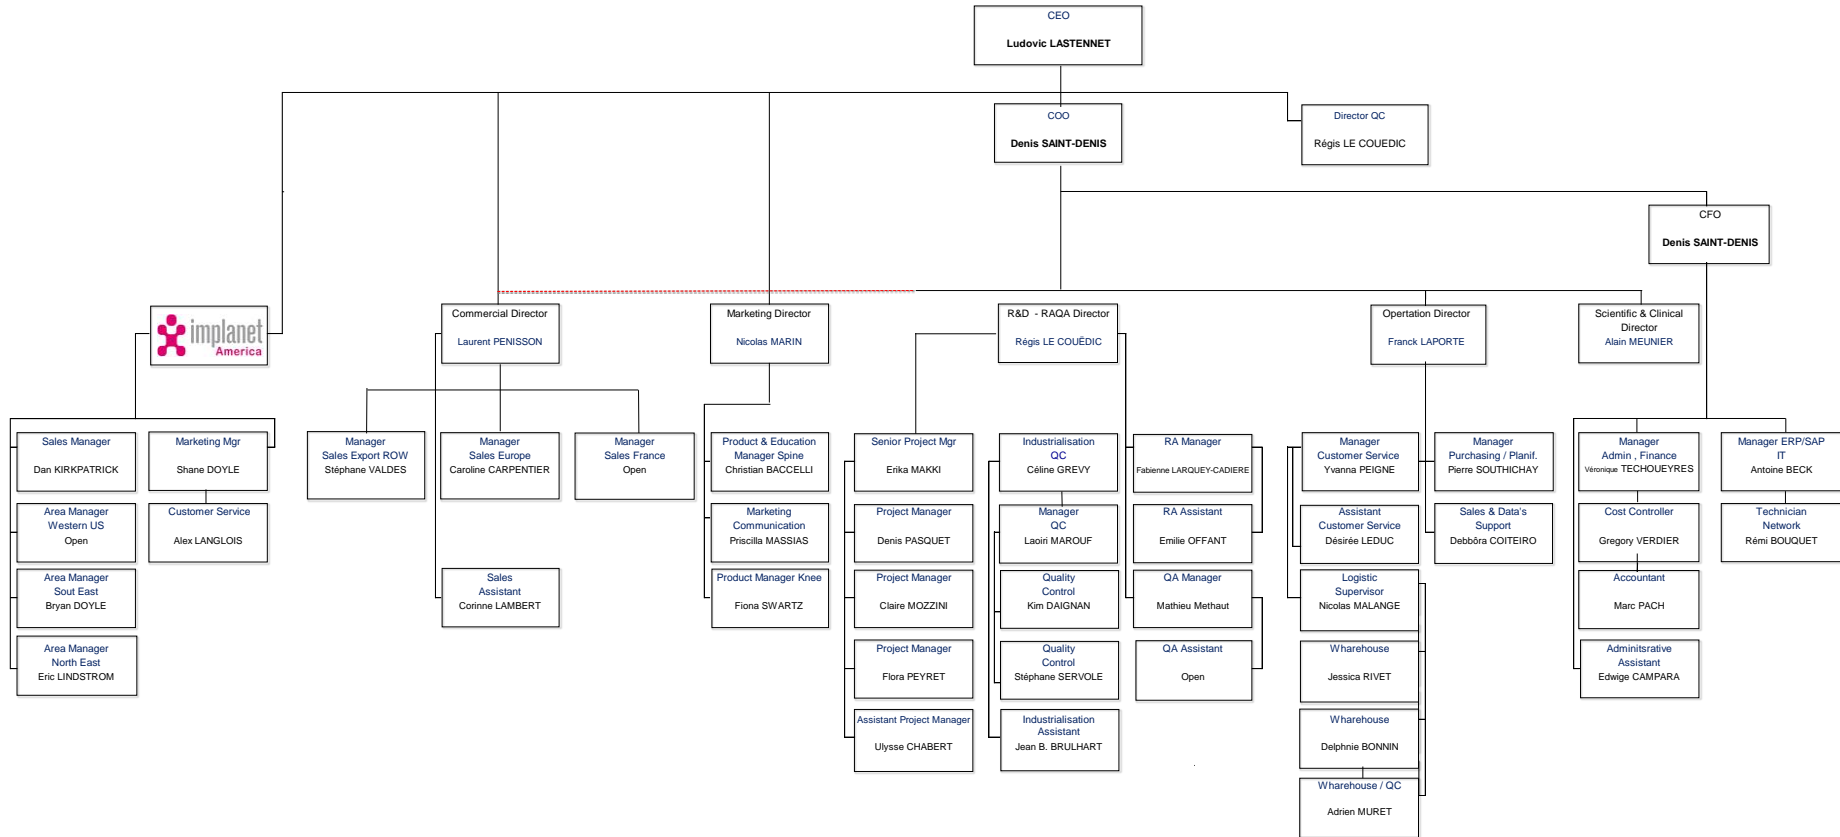 CEO
Ludovic LASTENNET
COO
Denis SAINT-DENIS
Director QC
Régis LE COUEDIC
CFO
Denis SAINT-DENIS
implanet
America
Commercial Director
Laurent PENISSON
Marketing Director
Nicolas MARIN
R&D - RAQA Director
Régis LE COUËDIC
Opertation Director
Franck LAPORTE
Scientific & Clinical
Director
Alain MEUNIER
Sales Manager
Dan KIRKPATRICK
Marketing Mgr
Shane DOYLE
Area Manager
Western US
Open
Customer Service
Alex LANGLOIS
Area Manager
Sout East
Bryan DOYLE
Area Manager
North East
Eric LINDSTROM
Manager
Sales Export ROW
Stéphane VALDES
Manager
Sales Europe
Caroline CARPENTIER
Manager
Sales France
Open
Sales
Assistant
Corinne LAMBERT
Product & Education
Manager Spine
Christian BACCELLI
Marketing
Communication
Priscilla MASSIAS
Product Manager Knee
Fiona SWARTZ
Senior Project Mgr
Erika MAKKI
Project Manager
Denis PASQUET
Project Manager
Claire MOZZINI
Project Manager
Flora PEYRET
Assistant Project Manager
Ulysse CHABERT
Industrialisation
QC
Céline GREVY
Manager
QC
Laoiri MAROUF
Quality
Control
Kim DAIGNAN
Quality
Control
Stéphane SERVOLE
Industrialisation
Assistant
Jean B. BRULHART
RA Manager
Fabienne LARQUEY-CADIERE
RA Assistant
Emilie OFFANT
QA Manager
Mathieu Methaut
QA Assistant
Open
Manager
Customer Service
Yvanna PEIGNE
Manager
Purchasing / Planif.
Pierre SOUTHICHAY
Assistant
Customer Service
Désirée LEDUC
Sales & Data's
Support
Debbôra COITEIRO
Logistic
Supervisor
Nicolas MALANGE
Wharehouse
Jessica RIVET
Wharehouse
Delphnie BONNIN
Wharehouse / QC
Adrien MURET
Manager
Admin , Finance
Véronique TECHOUEYRES
Manager ERP/SAP
IT
Antoine BECK
Cost Controller
Gregory VERDIER
Technician
Network
Rémi BOUQUET
Accountant
Marc PACH
Adminitsrative
Assistant
Edwige CAMPARA